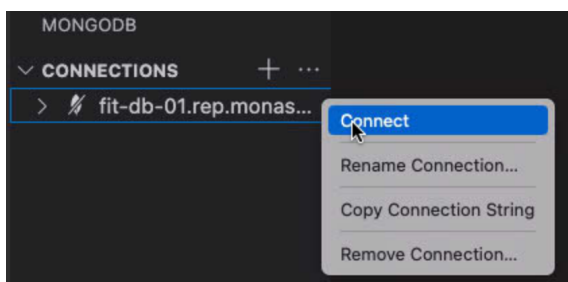 MONGODB
CONNECTIONS
fit-db-01.rep.monas...
Connect
Rename Connection...
Copy Connection String
Remove Connection...